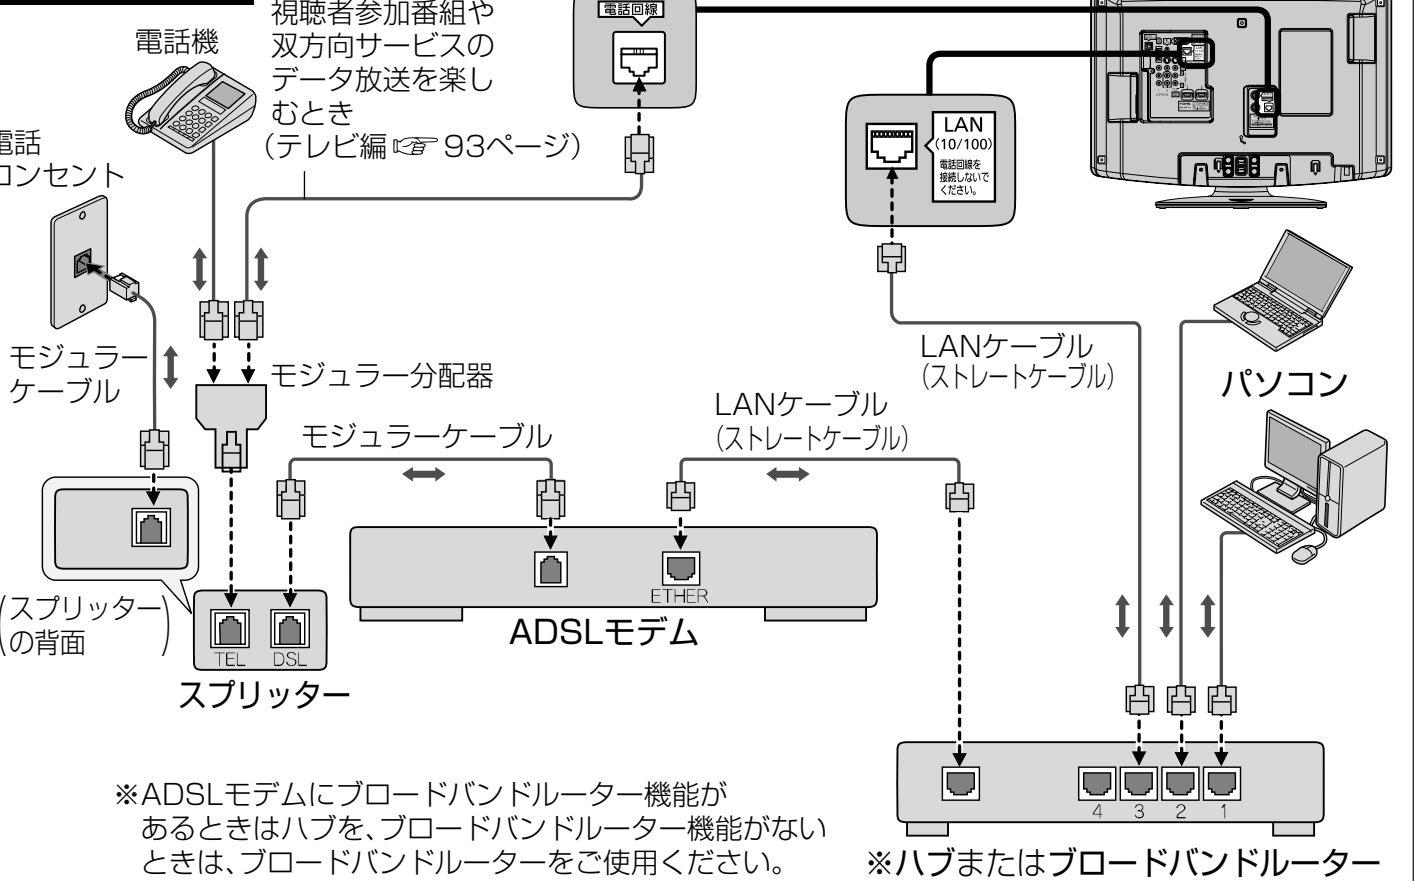 視聴者参加番組や
双方向サービスの
データ放送を楽し
むとき
(テレビ編☞93ページ)
電話機
電話
コンセント
電話回線
LAN
(10/100)
電話回線を
接続しないで
ください。
モジュラー
ケーブル
モジュラー分配器
モジュラーケーブル
LANケーブル
(ストレートケーブル)
LANケーブル
(ストレートケーブル)
パソコン
(スプリッター
の背面)
TEL
DSL
スプリッター
ETHER
ADSLモデム
4
3
2
1
※ADSLモデムにブロードバンドルーター機能が
あるときはハブを、ブロードバンドルーター機能がない
ときは、ブロードバンドルーターをご使用ください。
※ハブまたはブロードバンドルーター